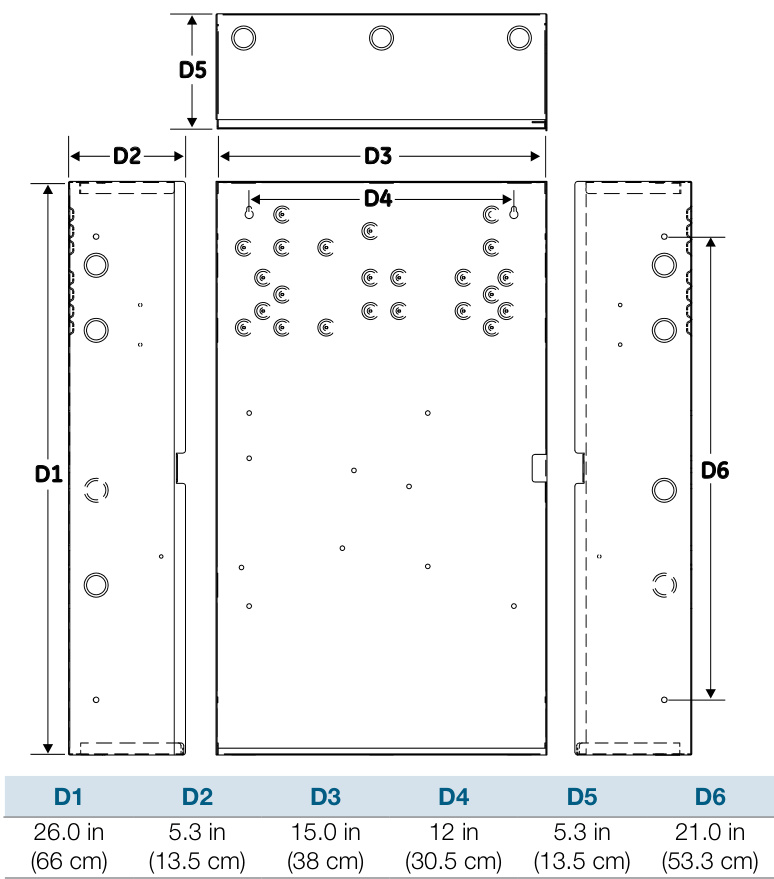 D5
D2
D3
D4
D1
D6
D1 D2 D3 D4 D5 D6
26.0 in 5.3 in 15.0 in 12 in 5.3 in 21.0 in
(66 cm) (13.5 cm) (38 cm) (30.5 cm) (13.5 cm) (53.3 cm)